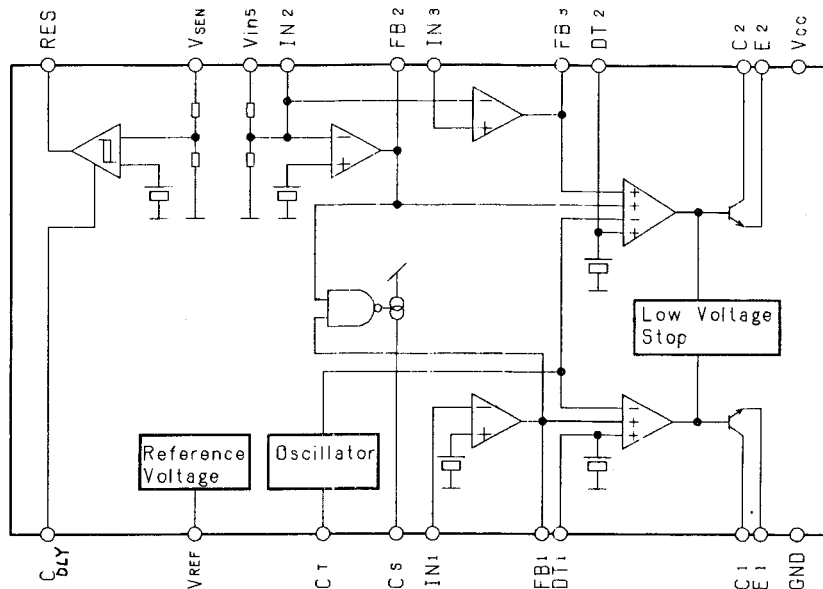 RES
VSEN
Vin5
IN2
FB2
IN3
FB3
DT2
C2
E2
Vcc
Low Voltage
Stop
Reference
Voltage
Oscillator
CDLY
VREF
CT
CS
IN1
FB1
DT1
C1
E1
GND